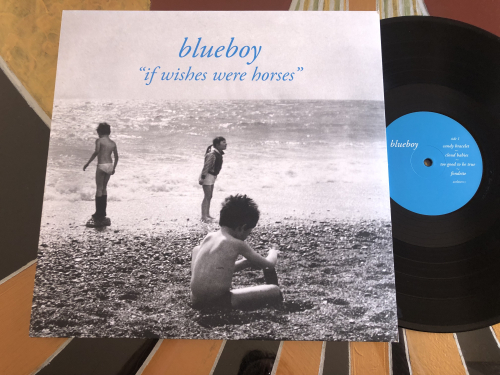 blueboy
"if wishes were horses"
blueboy
candy bracelet
cloud babies
too good to be true
fondette